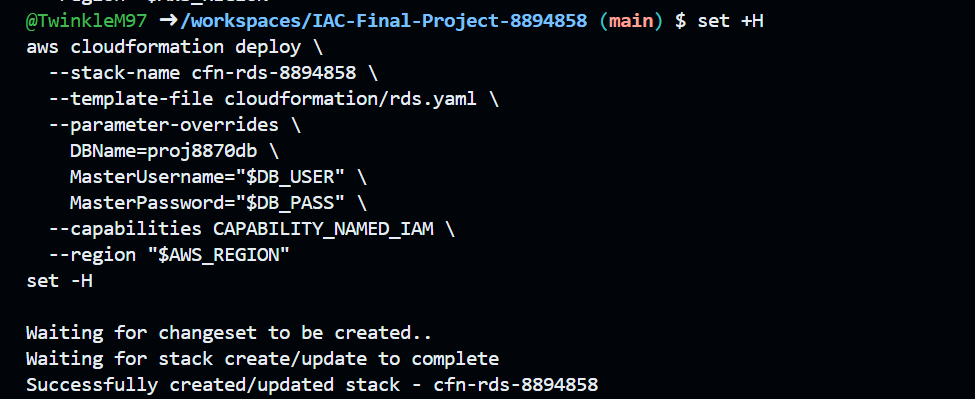 @TwinkleM97 ➜/workspaces/IAC-Final-Project-8894858 (main) $ set +H
aws cloudformation deploy \
  --stack-name cfn-rds-8894858 \
  --template-file cloudformation/rds.yaml \
  --parameter-overrides \
    DBName=proj8870db \
    MasterUsername="$DB_USER" \
    MasterPassword="$DB_PASS" \
  --capabilities CAPABILITY_NAMED_IAM \
  --region "$AWS_REGION"
set -H

Waiting for changeset to be created..
Waiting for stack create/update to complete
Successfully created/updated stack - cfn-rds-8894858